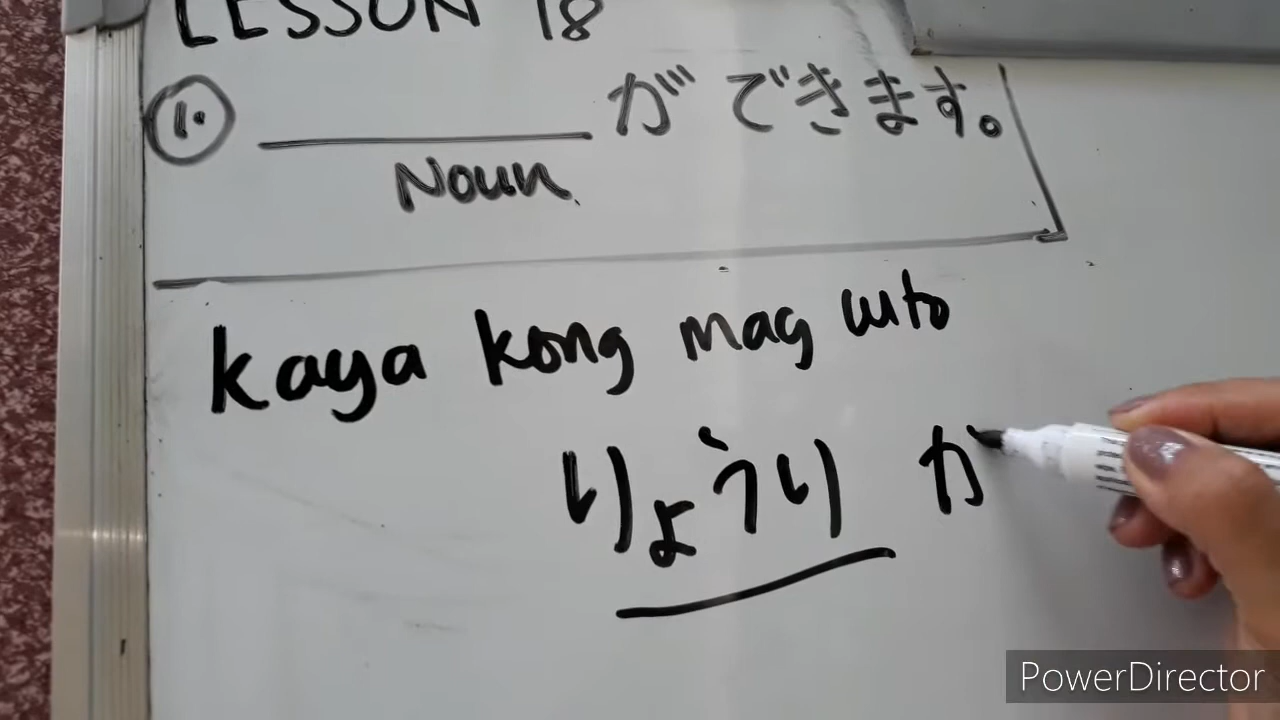 LESSON 18
1. ______ が できます。
Noun
kaya kong mag luto
りょうり が
PowerDirector